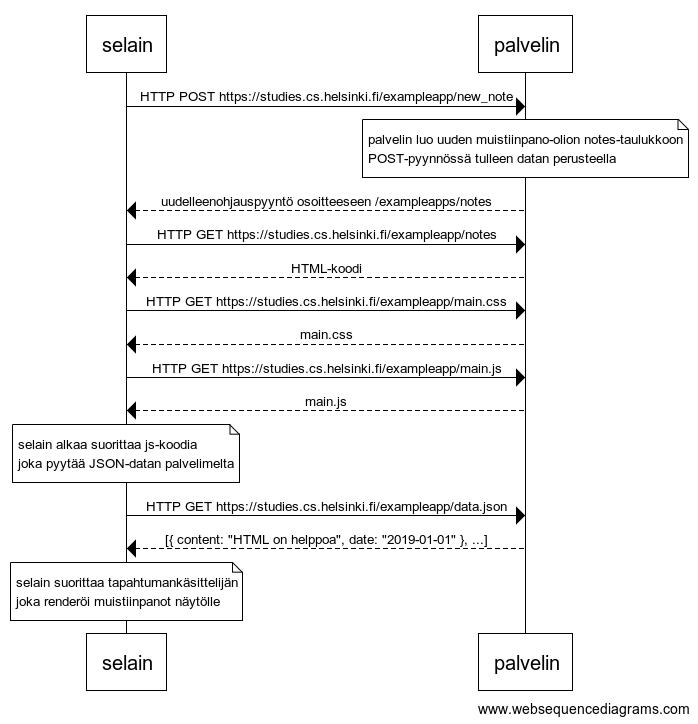 selain
palvelin
HTTP POST https://studies.cs.helsinki.fi/exampleapp/new_note
palvelin luo uuden muistiinpano-olion notes-taulukkoon
POST-pyynnössä tulleen datan perusteella
uudelleenohjauspyyntö osoitteeseen /exampleapps/notes
HTTP GET https://studies.cs.helsinki.fi/exampleapp/notes
HTML-koodi
HTTP GET https://studies.cs.helsinki.fi/exampleapp/main.css
main.css
HTTP GET https://studies.cs.helsinki.fi/exampleapp/main.js
main.js
selain alkaa suorittaa js-koodia
joka pyytää JSON-datan palvelimelta
HTTP GET https://studies.cs.helsinki.fi/exampleapp/data.json
[{ content: "HTML on helppoa", date: "2019-01-01" }, ...]
selain suorittaa tapahtumankäsittelijän
joka renderöi muistiinpanot näytölle
selain
palvelin
www.websequencediagrams.com